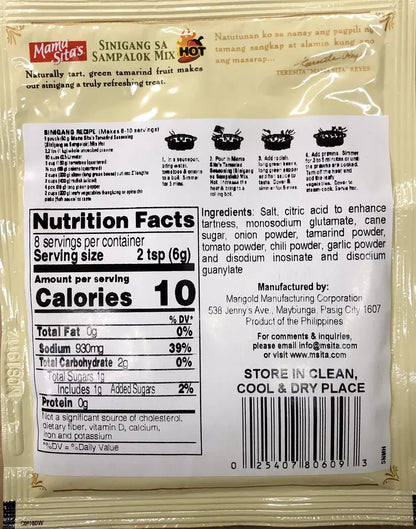 Mama Sita's
SINIGANG SA
SAMPALOK MIX HOT
Naturally tart, green tamarind fruit makes
our sinigang a truly refreshing treat.
Natutunan ko sa nanay ang pagpili ng
tamang sangkap at alamin kung ano
ang masarap...
TERESITA "MAMA SITA" REYES
SINIGANG RECIPE (Makes 8-10 servings)
1. In a saucepan,
bring water,
tomatoes & onions
to a boil. Simmer
for 5 mins.
2. Pour in Mama
Sita's Tamarind
Seasoning
(Sinigang sa
Sampalok) Mix
Hot. Increase the
heat & bring to a
rolling boil.
3. Add radish,
long green beans,
long green pepper
and fish sauce to
taste. Cover &
simmer for 5 mins.
4. Add prawns. Simmer
for 3 to 5 minutes or until
the prawns are cooked.
Turn off the heat and
add the leafy
vegetables. Cover to
steam cook. Serve hot.
Nutrition Facts
8 servings per container
Serving size 2 tsp (6g)
Amount per serving
Calories 10
% DV*
Total Fat 0g 0%
Sodium 930mg 39%
Total Carbohydrate 2g 0%
Total Sugars 1g
Includes 1g Added Sugars 2%
Protein 0g
Not a significant source of cholesterol,
dietary fiber, vitamin D, calcium,
iron and potassium
*%DV = %Daily Value
Ingredients: Salt, citric acid to enhance
tartness, monosodium glutamate, cane
sugar, onion powder, tamarind powder,
tomato powder, chili powder, garlic powder
and disodium inosinate and disodium
guanylate
Manufactured by:
Marigold Manufacturing Corporation
538 Jenny's Ave., Maybunga, Pasig City 1607
Product of the Philippines
For comments & inquiries,
please email info@msita.com
or visit www.msita.com
STORE IN CLEAN,
COOL & DRY PLACE
0 25407 80609 3